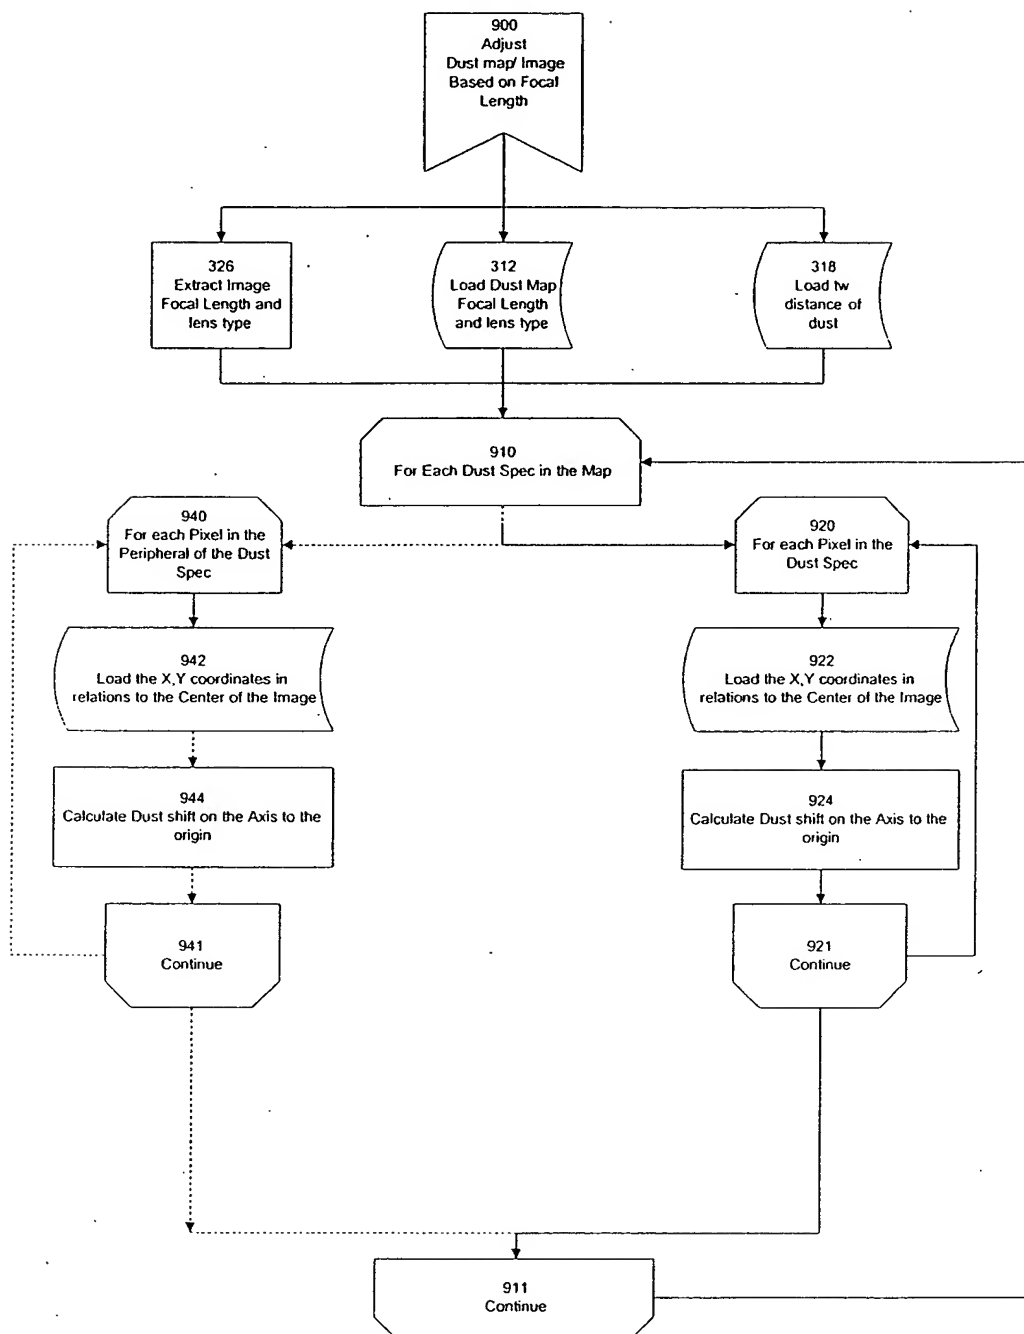 900
Adjust
Dust map/ Image
Based on Focal
Length
326
Extract Image
Focal Length and
lens type
312
Load Dust Map
Focal Length
and lens type
318
Load tw
distance of
dust
910
For Each Dust Spec in the Map
940
For each Pixel in the
Peripheral of the Dust
Spec
920
For each Pixel in the
Dust Spec
942
Load the X,Y coordinates in
relations to the Center of the Image
922
Load the X,Y coordinates in
relations to the Center of the Image
944
Calculate Dust shift on the Axis to the
origin
924
Calculate Dust shift on the Axis to the
origin
941
Continue
921
Continue
911
Continue